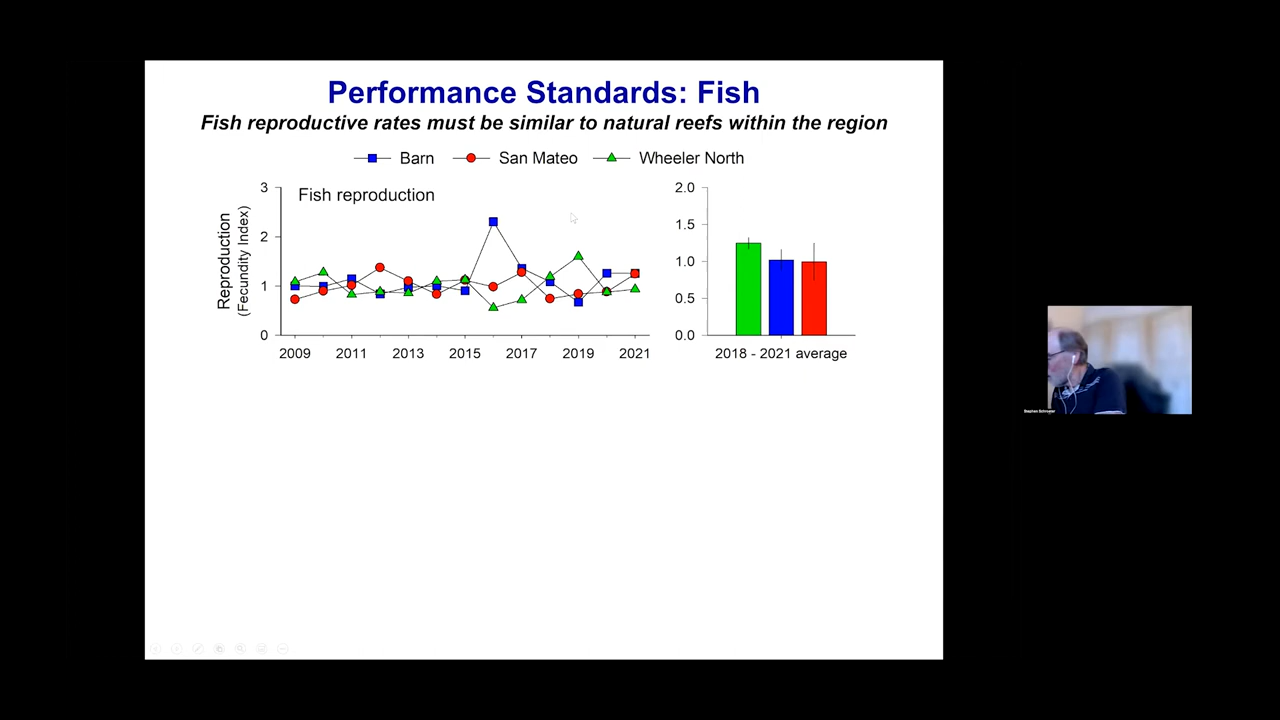 Performance Standards: Fish
Fish reproductive rates must be similar to natural reefs within the region
Barn San Mateo Wheeler North
Fish reproduction
Reproduction
(Fecundity Index)
3
2
1
0
2009 2011 2013 2015 2017 2019 2021
2.0
1.5
1.0
0.5
0.0
2018 - 2021 average
Stephen Schroeter